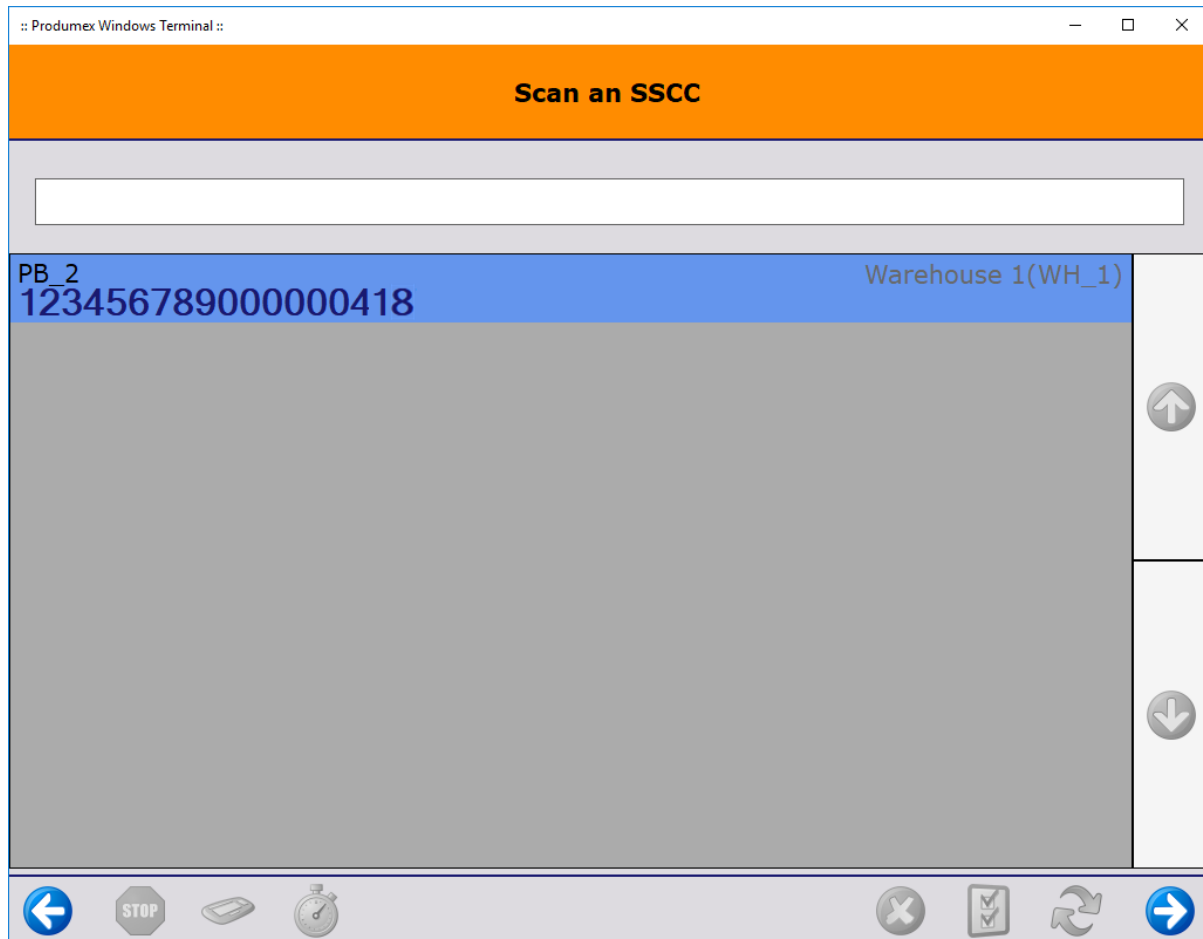 :: Produmex Windows Terminal ::
Scan an SSCC
PB_2 Warehouse 1(WH_1)
123456789000000418
STOP